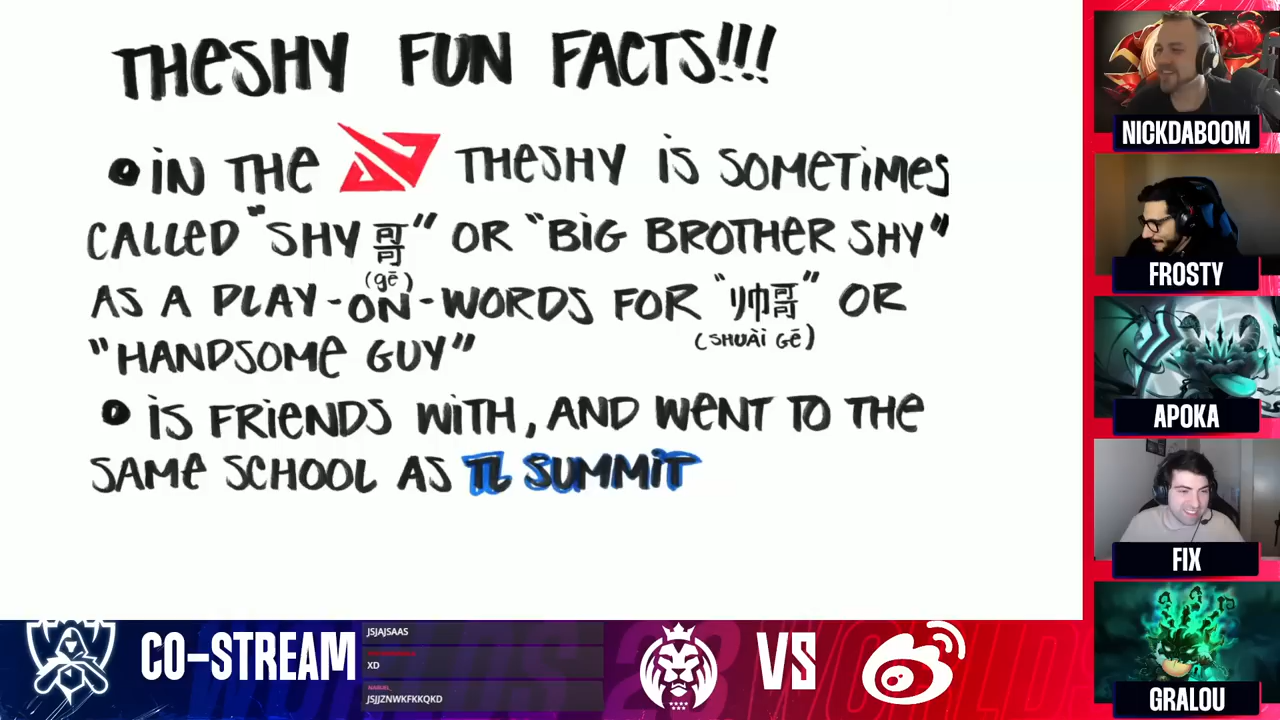 THESHY FUN FACTS!!!
• IN THE THESHY IS SOMETIMES
CALLED "SHY 哥" OR "BIG BROTHER SHY"
(gē)
AS A PLAY-ON-WORDS FOR "帅哥" OR
(SHUÀI GĒ)
"HANDSOME GUY"
• IS FRIENDS WITH, AND WENT TO THE
SAME SCHOOL AS TL SUMMIT
NICKDABOOM
FROSTY
APOKA
FIX
GRALOU
CO-STREAM
JSJAJSAAS
XD
NABUEL_
JSJJZNWKFKKQKD
VS